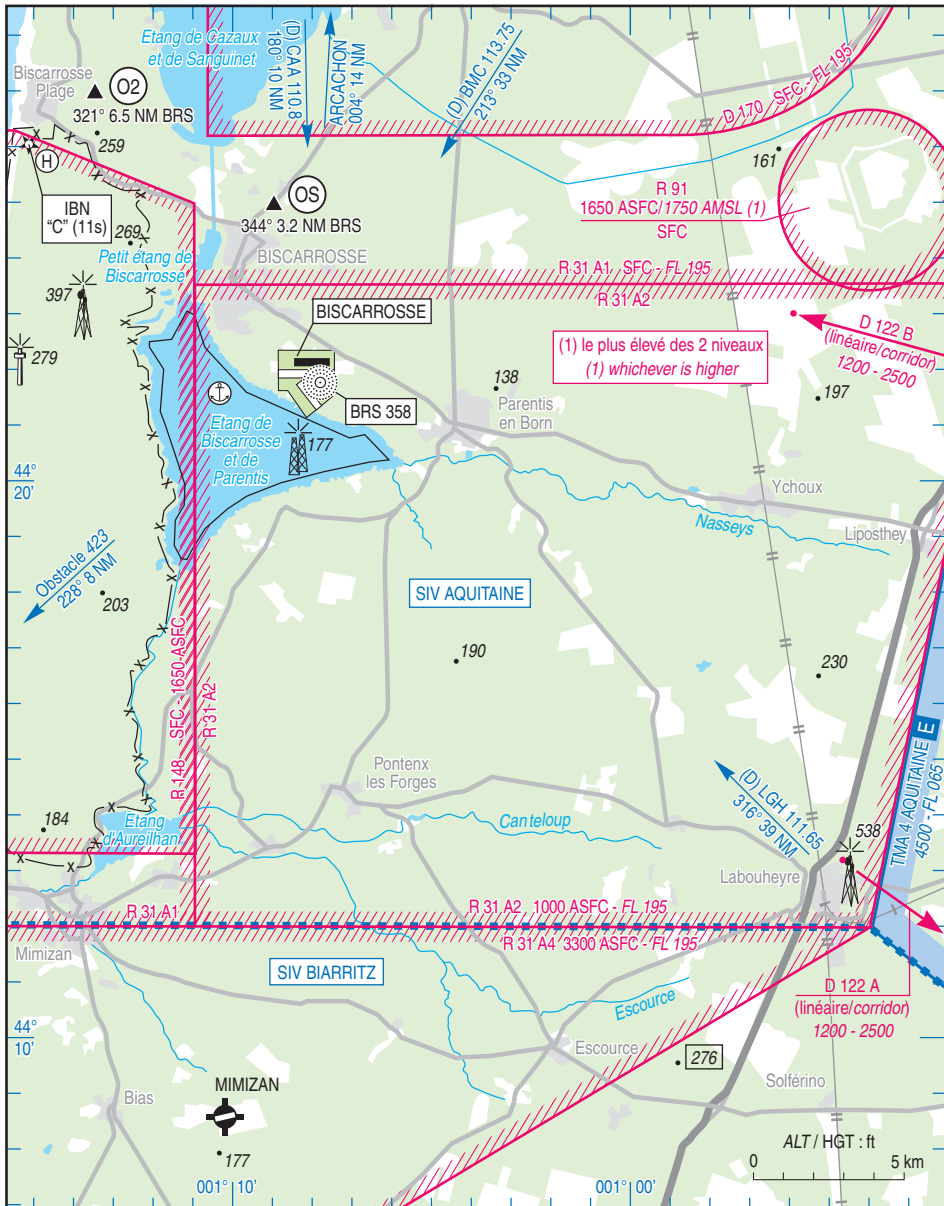 Etang de Cazaux
et de Sanguinet
Biscarrosse
Plage
O2
321° 6.5 NM BRS
259
(D) CAA 110.8
180° 10 NM
ARCACHON
004° 14 NM
(D) BMC 113.75
213° 33 NM
D 170 SFC - FL 195
161
H
IBN
“C” (11s)
269
OS
344° 3.2 NM BRS
BISCARROSSE
R 91
1650 ASFC/1750 AMSL (1)
SFC
Petit étang de
Biscarrosse
397
279
R 31 A1 SFC - FL 195
R 31 A2
BISCARROSSE
(1) le plus élevé des 2 niveaux
(1) whichever is higher
D 122 B
(linéaire/corridor)
1200 - 2500
138
197
BRS 358
Parentis
en Born
Etang de
Biscarrosse
et de
Parentis
177
44°
20'
Ychoux
Nasseys
Liposthey
Obstacle 423
228° 8 NM
203
SIV AQUITAINE
190
230
R 148 SFC - 1650 ASFC
R 31 A2
TMA 4 AQUITAINE E
4500 - FL 065
Pontenx
les Forges
(D) LGH 111.65
316° 39 NM
184
Etang
d'Aureilhan
Canteloup
538
Labouheyre
R 31 A1
R 31 A2 1000 ASFC - FL 195
R 31 A4 3300 ASFC - FL 195
Mimizan
SIV BIARRITZ
D 122 A
(linéaire/corridor)
1200 - 2500
Escource
44°
10'
Escource
276
Solférino
MIMIZAN
Bias
177
ALT / HGT : ft
0 5 km
001° 10'
001° 00'